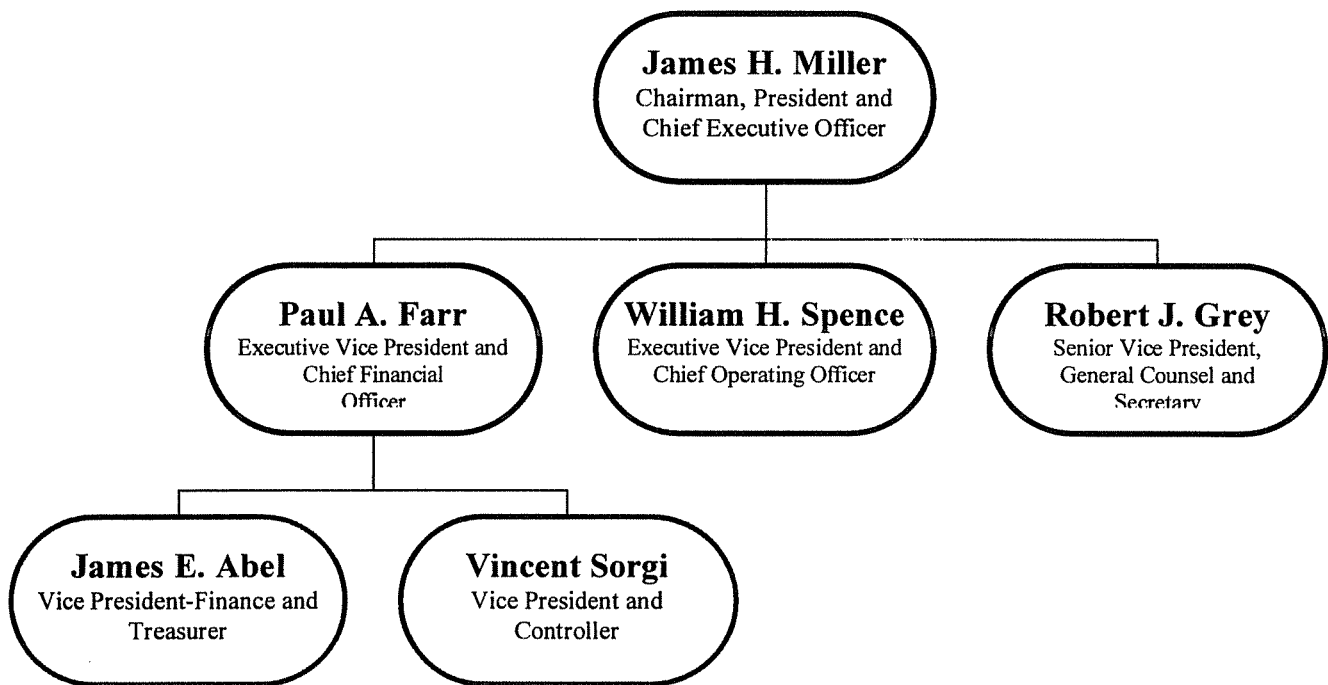 James H. Miller
Chairman, President and
Chief Executive Officer
Paul A. Farr
Executive Vice President and
Chief Financial
Officer
William H. Spence
Executive Vice President and
Chief Operating Officer
Robert J. Grey
Senior Vice President,
General Counsel and
Secretary
James E. Abel
Vice President-Finance and
Treasurer
Vincent Sorgi
Vice President and
Controller